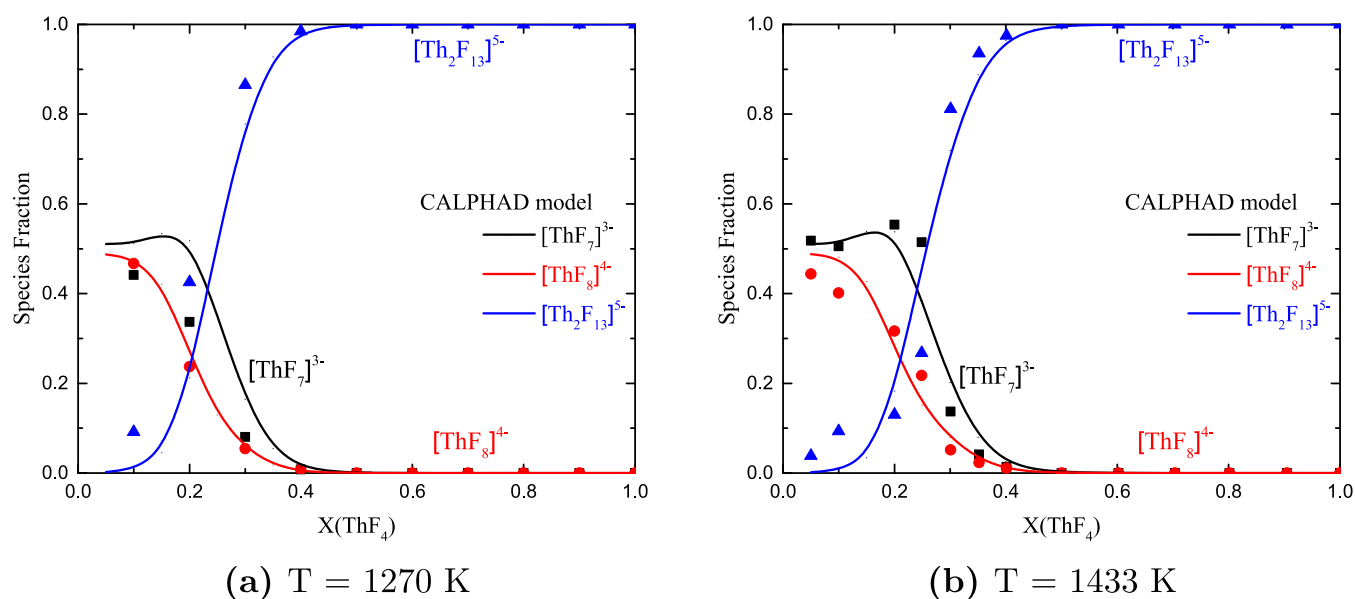 1.0
0.8
0.6
0.4
0.2
0.0
Species Fraction
0.0 0.2 0.4 0.6 0.8 1.0
X(ThF₄)
[Th₂F₁₃]⁵⁻
CALPHAD model
[ThF₇]³⁻
[ThF₈]⁴⁻
[Th₂F₁₃]⁵⁻
[ThF₇]³⁻
[ThF₈]⁴⁻
(a) T = 1270 K
1.0
0.8
0.6
0.4
0.2
0.0
Species Fraction
0.0 0.2 0.4 0.6 0.8 1.0
X(ThF₄)
[Th₂F₁₃]⁵⁻
CALPHAD model
[ThF₇]³⁻
[ThF₈]⁴⁻
[Th₂F₁₃]⁵⁻
[ThF₇]³⁻
[ThF₈]⁴⁻
(b) T = 1433 K